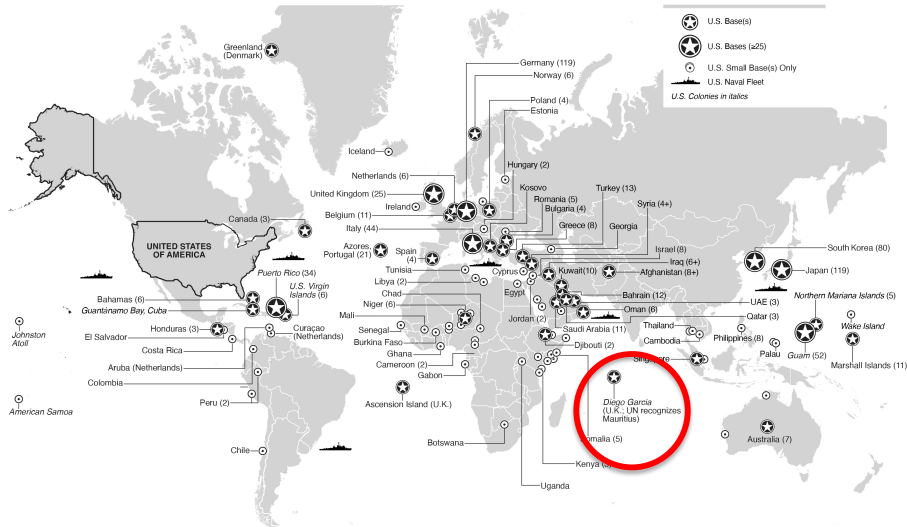 U.S. Base(s)
U.S. Bases (≥25)
U.S. Small Base(s) Only
U.S. Naval Fleet
U.S. Colonies in italics
Greenland
(Denmark)
Germany (119)
Norway (6)
Poland (4)
Estonia
Iceland
Hungary (2)
Netherlands (6)
Kosovo
United Kingdom (25)
Romania (5)
Turkey (13)
Ireland
Bulgaria (4)
Syria (4+)
Belgium (11)
Canada (3)
Greece (8)
Georgia
Italy (44)
UNITED STATES
OF AMERICA
Azores,
Portugal (21)
Spain
(4)
Israel (8)
Iraq (6+)
South Korea (80)
Tunisia
Cyprus
Kuwait(10)
Afghanistan (8+)
Japan (119)
Puerto Rico (34)
U.S. Virgin
Islands (6)
Libya (2)
Egypt
Chad
Bahrain (12)
Northern Mariana Islands (5)
Bahamas (6)
Niger (6)
UAE (3)
Guantánamo Bay, Cuba
Mali
Jordan (2)
Oman (6)
Qatar (3)
Wake Island
Johnston
Atoll
Honduras (3)
Curaçao
(Netherlands)
Senegal
Saudi Arabia (11)
Thailand
Philippines (8)
El Salvador
Burkina Faso
Djibouti (2)
Cambodia
Palau
Guam (52)
Costa Rica
Ghana
Singapore
Marshall Islands (11)
Aruba (Netherlands)
Cameroon (2)
Colombia
Gabon
Peru (2)
Ascension Island (U.K.)
Diego Garcia
(U.K.; UN recognizes
Mauritius)
American Samoa
Somalia (5)
Australia (7)
Botswana
Chile
Kenya (3)
Uganda